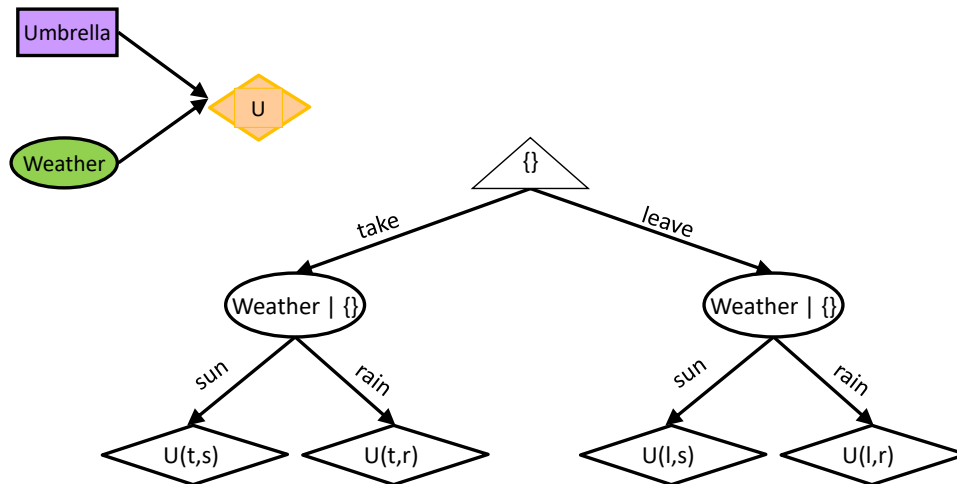 Umbrella
U
Weather
{}
take
leave
Weather | {}
Weather | {}
sun
rain
sun
rain
U(t,s)
U(t,r)
U(l,s)
U(l,r)